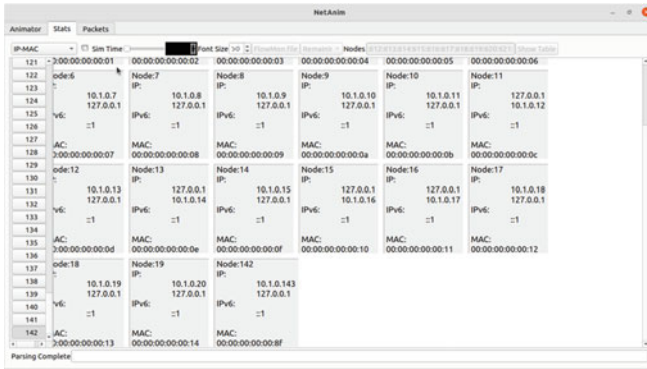 NetAnim
Animator Stats Packets
IP-MAC Sim Time Font Size 10 FlowMon File Nodes Show Table
121 0:00:00:00:00:01 00:00:00:00:00:02 00:00:00:00:00:03 00:00:00:00:00:04 00:00:00:00:00:05 00:00:00:00:00:06
122 ode:6 Node:7 Node:8 Node:9 Node:10 Node:11
123 P: IP: IP: IP: IP: IP:
124 10.1.0.7 10.1.0.8 10.1.0.9 10.1.0.10 10.1.0.11 127.0.0.1
127.0.0.1 127.0.0.1 127.0.0.1 127.0.0.1 127.0.0.1 10.1.0.12
125 Pv6: IPv6: IPv6: IPv6: IPv6: IPv6:
126 ::1 ::1 ::1 ::1 ::1 ::1
127
128 AC: MAC: MAC: MAC: MAC: MAC:
0:00:00:00:00:07 00:00:00:00:00:08 00:00:00:00:00:09 00:00:00:00:00:0a 00:00:00:00:00:0b 00:00:00:00:00:0c
129
130 ode:12 Node:13 Node:14 Node:15 Node:16 Node:17
P: IP: IP: IP: IP: IP:
131 10.1.0.13 127.0.0.1 10.1.0.15 127.0.0.1 127.0.0.1 10.1.0.18
132 127.0.0.1 10.1.0.14 127.0.0.1 10.1.0.16 10.1.0.17 127.0.0.1
133 Pv6: IPv6: IPv6: IPv6: IPv6: IPv6:
134 ::1 ::1 ::1 ::1 ::1 ::1
135 AC: MAC: MAC: MAC: MAC: MAC:
136 0:00:00:00:00:0d 00:00:00:00:00:0e 00:00:00:00:00:0f 00:00:00:00:00:10 00:00:00:00:00:11 00:00:00:00:00:12
137 ode:18 Node:19 Node:142
P: IP: IP:
138 10.1.0.19 10.1.0.20 10.1.0.143
139 127.0.0.1 127.0.0.1 127.0.0.1
140 Pv6: IPv6: IPv6:
141 ::1 ::1 ::1
142 AC: MAC: MAC:
0:00:00:00:00:13 00:00:00:00:00:14 00:00:00:00:00:8f
Parsing Complete